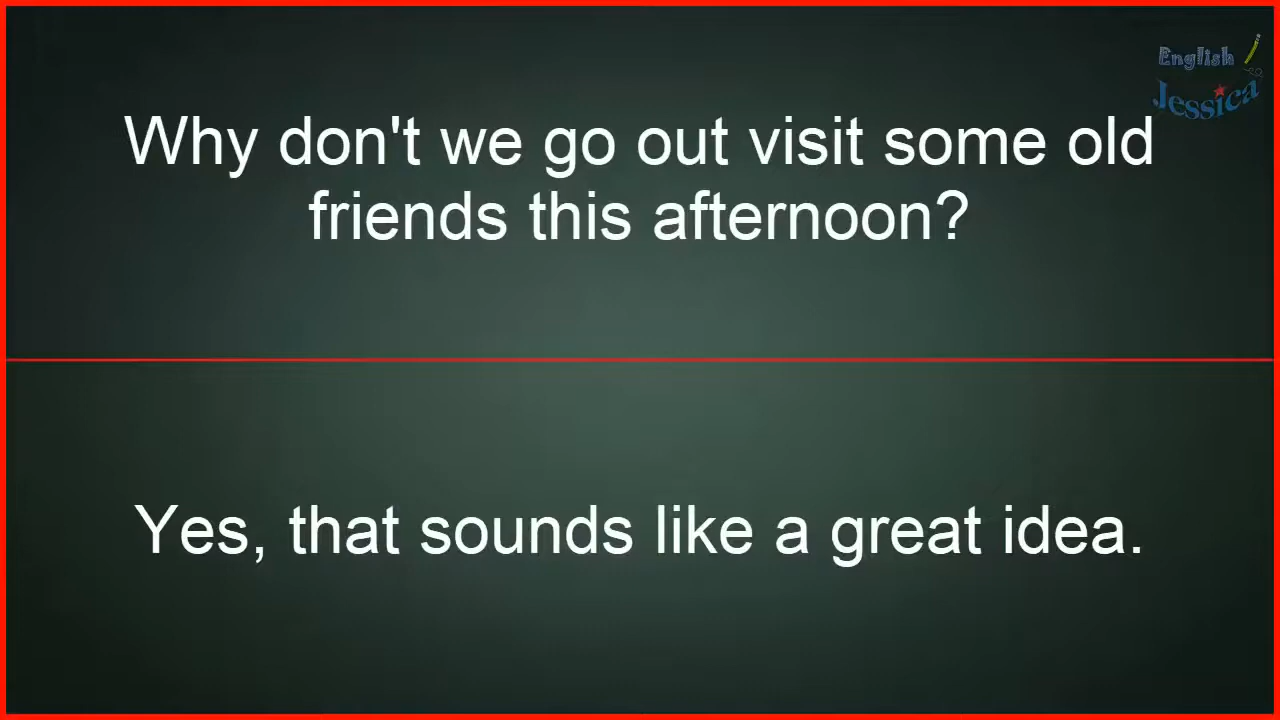 English
Jessica
Why don't we go out visit some old
friends this afternoon?
Yes, that sounds like a great idea.